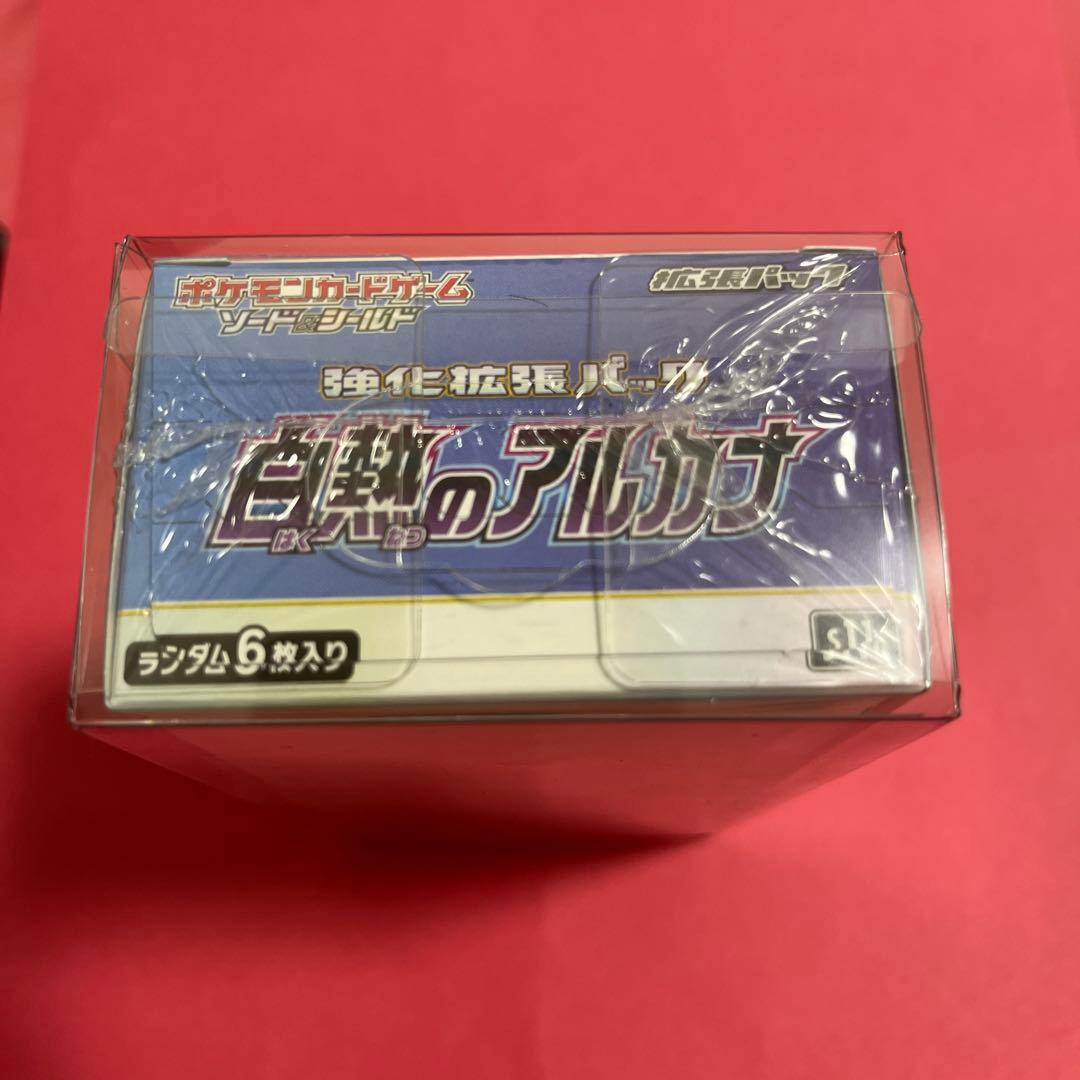 ポケモンカードゲーム
ソード&シールド
拡張パック
強化拡張パック
白熱のアルカナ
はく ねつ
ランダム6枚入り